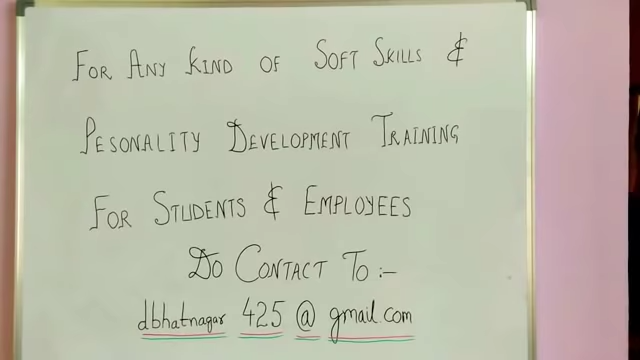 FOR ANY KIND OF SOFT SKILLS &
PESONALITY DEVELOPMENT TRAINING
FOR STUDENTS & EMPLOYEES
DO CONTACT TO :-
dbhatnagar 425 @ gmail.com